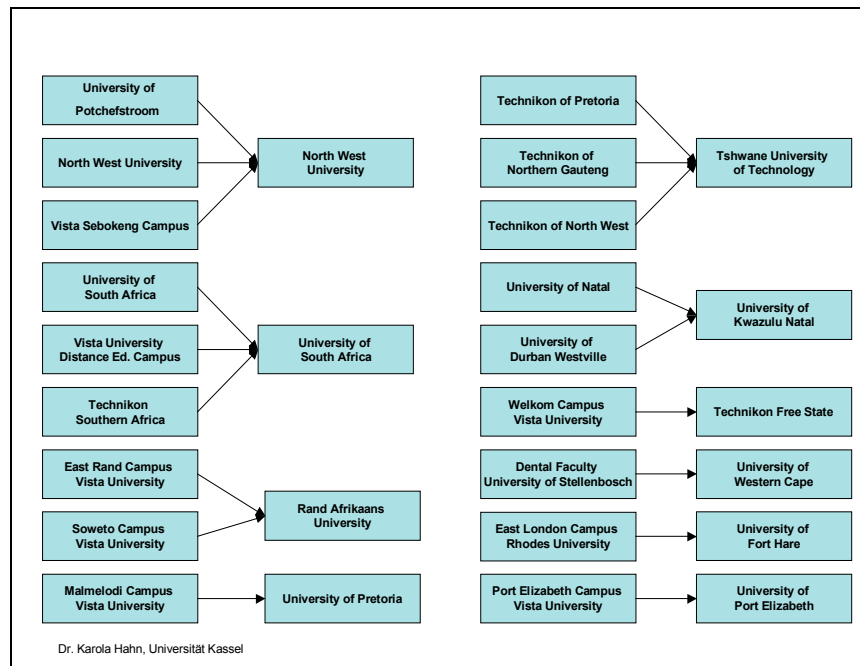 University of
Potchefstroom
North West University
Vista Sebokeng Campus
North West
University
University of
South Africa
Vista University
Distance Ed. Campus
Technikon
Southern Africa
University of
South Africa
East Rand Campus
Vista University
Soweto Campus
Vista University
Rand Afrikaans
University
Malmelodi Campus
Vista University
University of Pretoria
Technikon of Pretoria
Technikon of
Northern Gauteng
Technikon of North West
Tshwane University
of Technology
University of Natal
University of
Durban Westville
University of
Kwazulu Natal
Welkom Campus
Vista University
Technikon Free State
Dental Faculty
University of Stellenbosch
University of
Western Cape
East London Campus
Rhodes University
University of
Fort Hare
Port Elizabeth Campus
Vista University
University of
Port Elizabeth
Dr. Karola Hahn, Universität Kassel